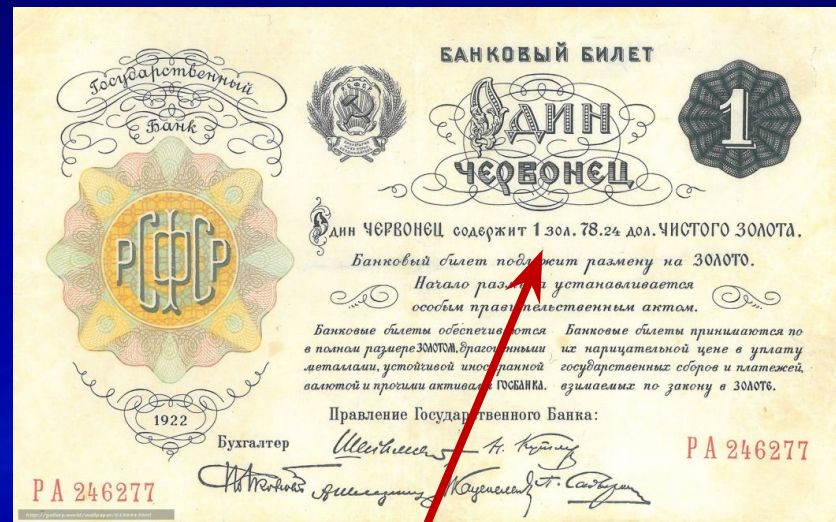 БАНКОВЫЙ БИЛЕТ
Государственный
Банк
РСФСР
ОДИН
ЧЕРВОНЕЦ
1
Один ЧЕРВОНЕЦ содержит 1 зол. 78.24 дол. ЧИСТОГО ЗОЛОТА.
Банковый билет подлежит размену на ЗОЛОТО.
Начало размена устанавливается
особым правительственным актом.
Банковые билеты обеспечиваются
в полном размере ЗОЛОТОМ, драгоценными
металлами, устойчивой иностранной
валютой и прочими активами ГОСБАНКА.
Банковые билеты принимаются по
их нарицательной цене в уплату
государственных сборов и платежей,
взимаемых по закону в ЗОЛОТЕ.
РСФСР
1922
Правление Государственного Банка:
Бухгалтер
РА 246277
РА 246277